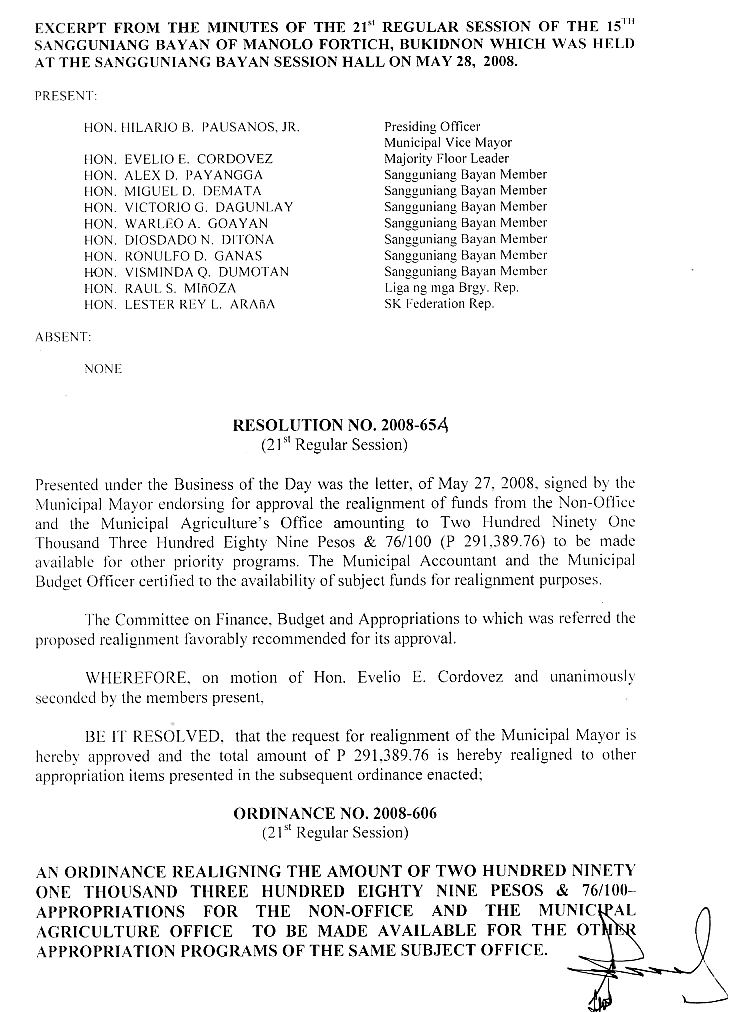 EXCERPT FROM THE MINUTES OF THE 21st REGULAR SESSION OF THE 15TH
SANGGUNIANG BAYAN OF MANOLO FORTICH, BUKIDNON WHICH WAS HELD
AT THE SANGGUNIANG BAYAN SESSION HALL ON MAY 28, 2008.
PRESENT:
HON. HILARIO B. PAUSANOS, JR. Presiding Officer
Municipal Vice Mayor
HON. EVELIO E. CORDOVEZ Majority Floor Leader
HON. ALEX D. PAYANGGA Sangguniang Bayan Member
HON. MIGUEL D. DEMATA Sangguniang Bayan Member
HON. VICTORIO G. DAGUNLAY Sangguniang Bayan Member
HON. WARLEO A. GOAYAN Sangguniang Bayan Member
HON. DIOSDADO N. DITONA Sangguniang Bayan Member
HON. RONULFO D. GANAS Sangguniang Bayan Member
HON. VISMINDA Q. DUMOTAN Sangguniang Bayan Member
HON. RAUL S. MIñOZA Liga ng mga Brgy. Rep.
HON. LESTER REY L. ARAñA SK Federation Rep.
ABSENT:
NONE
RESOLUTION NO. 2008-65A
(21st Regular Session)
Presented under the Business of the Day was the letter, of May 27, 2008, signed by the
Municipal Mayor endorsing for approval the realignment of funds from the Non-Office
and the Municipal Agriculture's Office amounting to Two Hundred Ninety One
Thousand Three Hundred Eighty Nine Pesos & 76/100 (P 291,389.76) to be made
available for other priority programs. The Municipal Accountant and the Municipal
Budget Officer certified to the availability of subject funds for realignment purposes.
The Committee on Finance, Budget and Appropriations to which was referred the
proposed realignment favorably recommended for its approval.
WHEREFORE, on motion of Hon. Evelio E. Cordovez and unanimously
seconded by the members present,
BE IT RESOLVED, that the request for realignment of the Municipal Mayor is
hereby approved and the total amount of P 291,389.76 is hereby realigned to other
appropriation items presented in the subsequent ordinance enacted;
ORDINANCE NO. 2008-606
(21st Regular Session)
AN ORDINANCE REALIGNING THE AMOUNT OF TWO HUNDRED NINETY
ONE THOUSAND THREE HUNDRED EIGHTY NINE PESOS & 76/100–
APPROPRIATIONS FOR THE NON-OFFICE AND THE MUNICIPAL
AGRICULTURE OFFICE TO BE MADE AVAILABLE FOR THE OTHER
APPROPRIATION PROGRAMS OF THE SAME SUBJECT OFFICE.